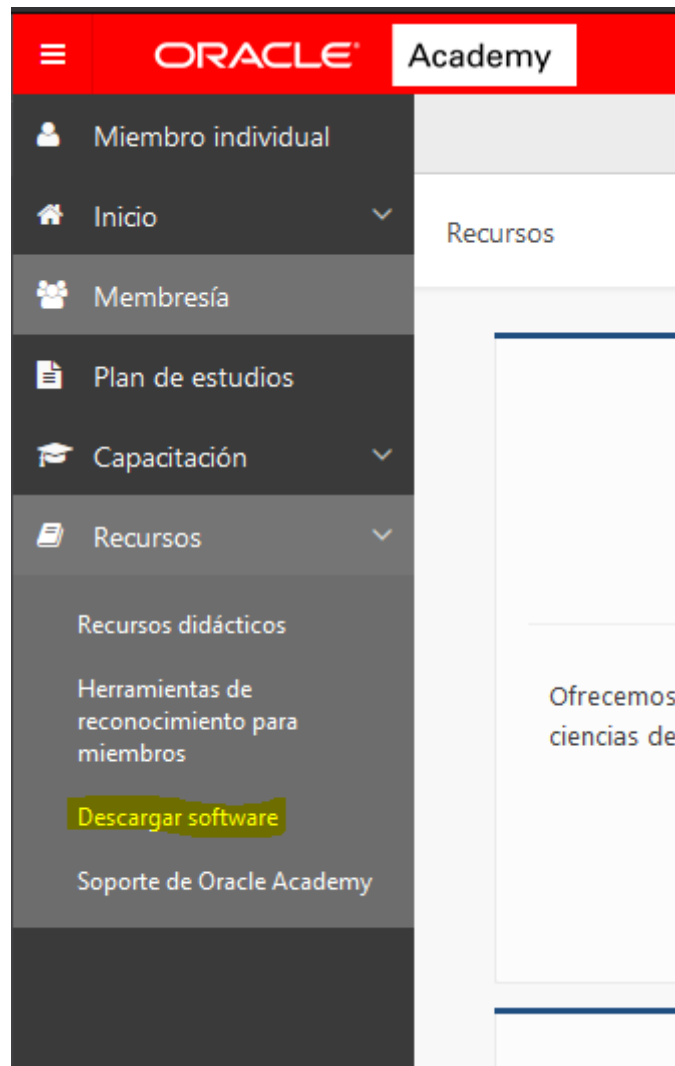 ORACLE Academy
Miembro individual
Inicio
Recursos
Membresía
Plan de estudios
Capacitación
Recursos
Recursos didácticos
Herramientas de
reconocimiento para
miembros
Descargar software
Soporte de Oracle Academy
Ofrecemos
ciencias de